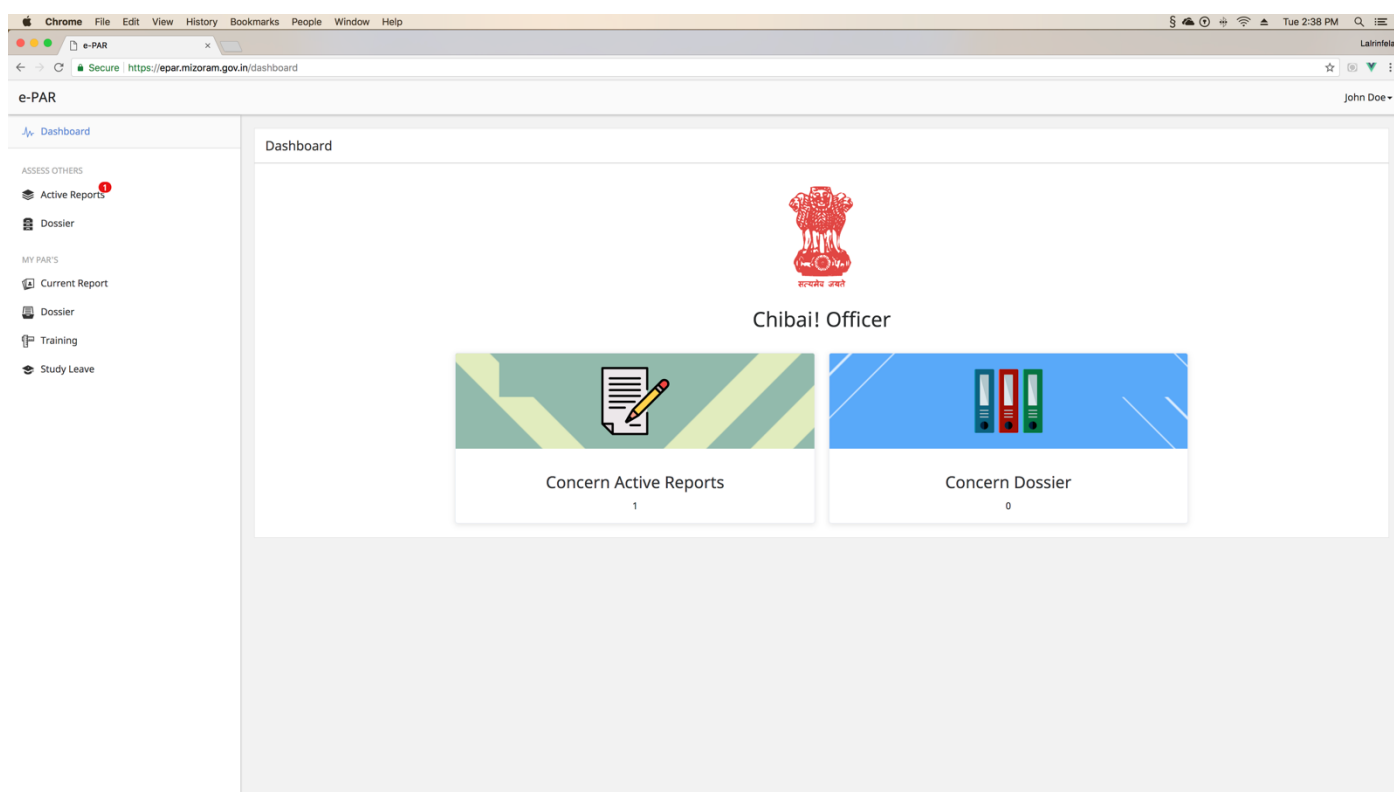 Chrome File Edit View History Bookmarks People Window Help
Tue 2:38 PM
e-PAR
Lalrinfela
Secure https://epar.mizoram.gov.in/dashboard
e-PAR
John Doe
Dashboard
ASSESS OTHERS
Active Reports 1
Dossier
MY PAR'S
Current Report
Dossier
Training
Study Leave
Dashboard
सत्यमेव जयते
Chibai! Officer
Concern Active Reports
1
Concern Dossier
0